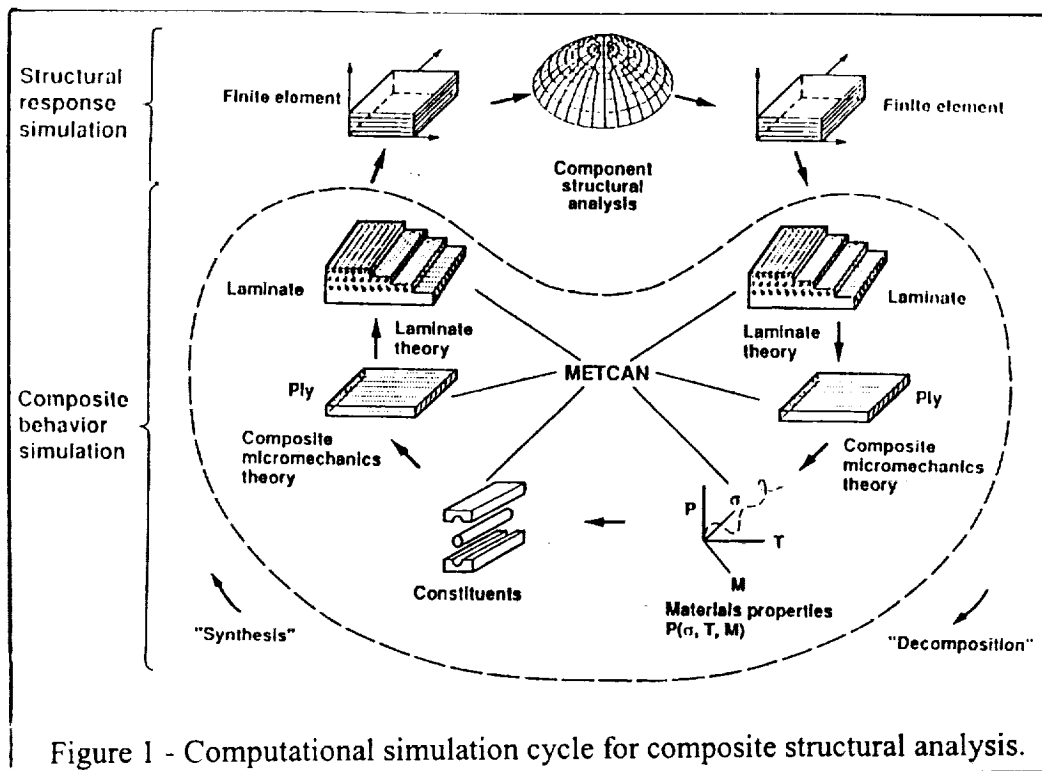 Structural
response
simulation
Finite element
Component
structural
analysis
Finite element
Composite
behavior
simulation
Laminate
Laminate
theory
Ply
Composite
micromechanics
theory
Constituents
"Synthesis"
METCAN
Laminate
Laminate
theory
Ply
Composite
micromechanics
theory
P
σ
T
M
Materials properties
P(σ, T, M)
"Decomposition"
Figure 1 - Computational simulation cycle for composite structural analysis.